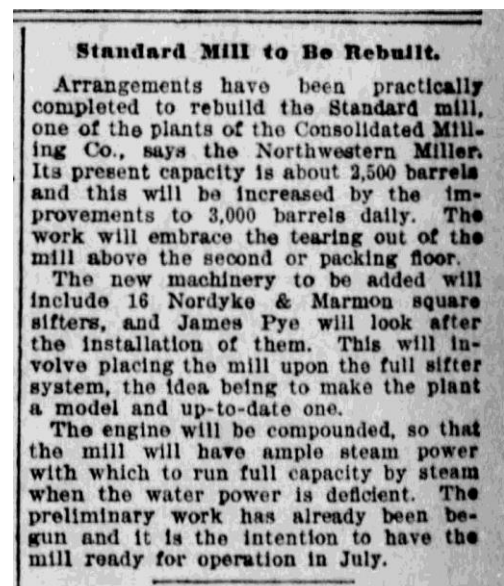 Standard Mill to Be Rebuilt.
Arrangements have been practically
completed to rebuild the Standard mill,
one of the plants of the Consolidated Mill-
ing Co., says the Northwestern Miller.
Its present capacity is about 2,500 barrels
and this will be increased by the im-
provements to 3,000 barrels daily. The
work will embrace the tearing out of the
mill above the second or packing floor.
The new machinery to be added will
include 16 Nordyke & Marmon square
sifters, and James Pye will look after
the installation of them. This will in-
volve placing the mill upon the full sifter
system, the idea being to make the plant
a model and up-to-date one.
The engine will be compounded, so that
the mill will have ample steam power
with which to run full capacity by steam
when the water power is deficient. The
preliminary work has already been be-
gun and it is the intention to have the
mill ready for operation in July.